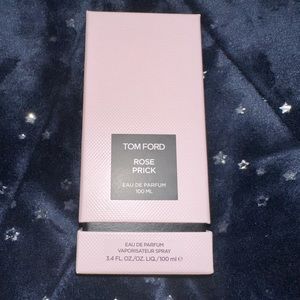 TOM FORD
ROSE
PRICK
EAU DE PARFUM
100 ML
EAU DE PARFUM
VAPORISATEUR SPRAY
3.4 FL. OZ./OZ. LIQ./100 ml ℮